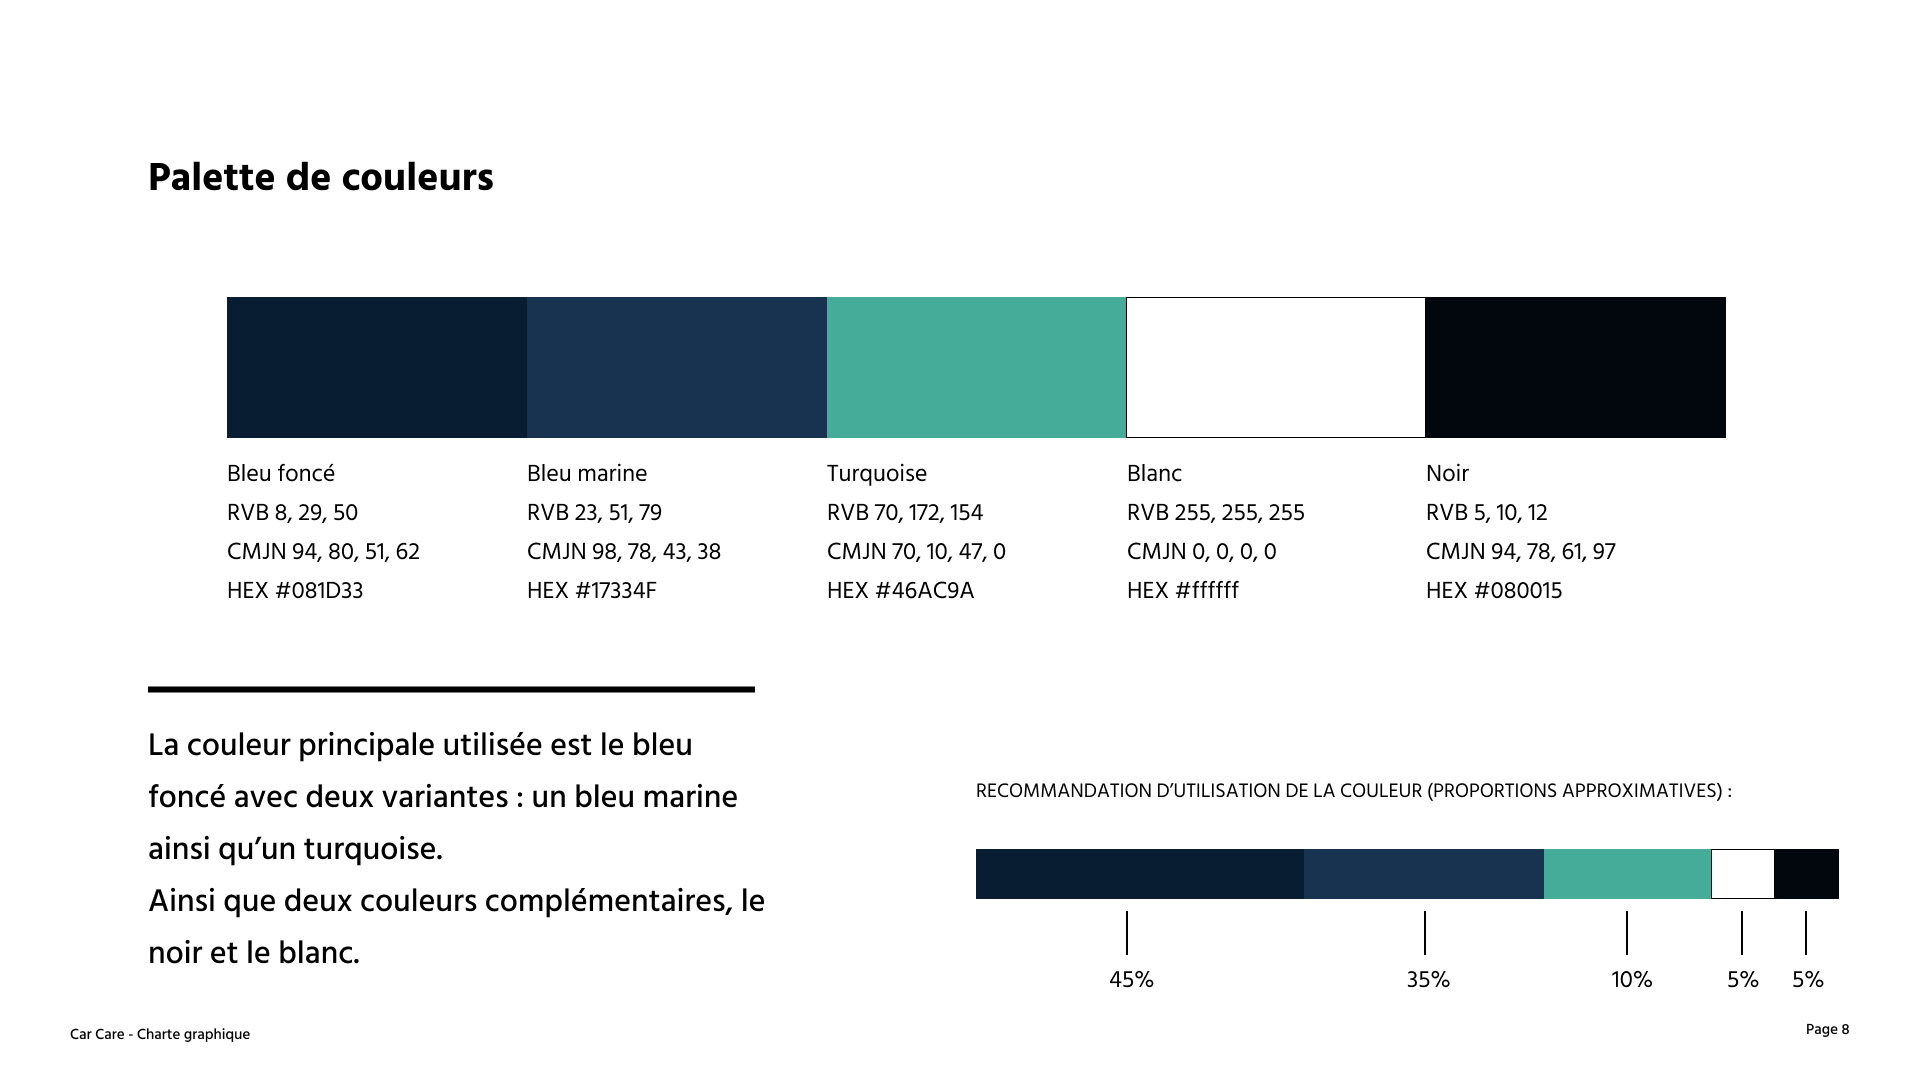 Palette de couleurs
Bleu foncé
RVB 8, 29, 50
CMJN 94, 80, 51, 62
HEX #081D33
Bleu marine
RVB 23, 51, 79
CMJN 98, 78, 43, 38
HEX #17334F
Turquoise
RVB 70, 172, 154
CMJN 70, 10, 47, 0
HEX #46AC9A
Blanc
RVB 255, 255, 255
CMJN 0, 0, 0, 0
HEX #ffffff
Noir
RVB 5, 10, 12
CMJN 94, 78, 61, 97
HEX #080015
La couleur principale utilisée est le bleu
foncé avec deux variantes : un bleu marine
ainsi qu’un turquoise.
Ainsi que deux couleurs complémentaires, le
noir et le blanc.
RECOMMANDATION D’UTILISATION DE LA COULEUR (PROPORTIONS APPROXIMATIVES) :
45% 35% 10% 5% 5%
Car Care - Charte graphique
Page 8